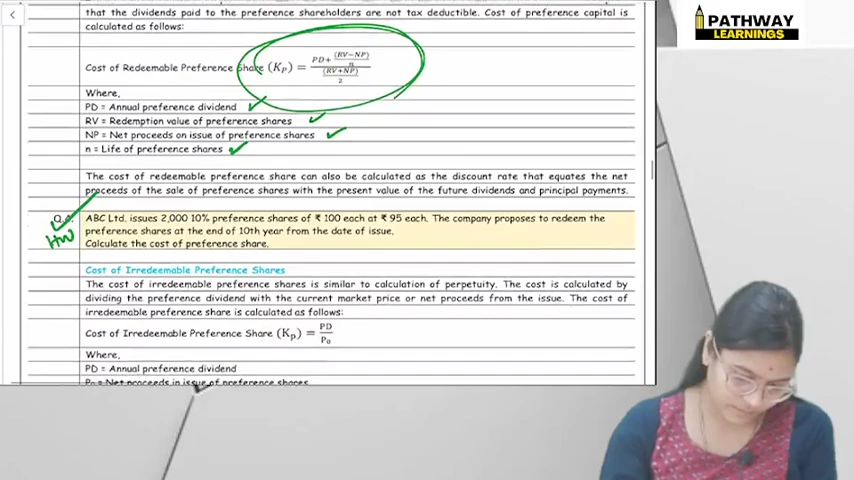 that the dividends paid to the preference shareholders are not tax deductible. Cost of preference capital is
calculated as follows:
Cost of Redeemable Preference Share (K_P) = (PD + (RV−NP)/n) / ((RV+NP)/2)
Where,
PD = Annual preference dividend
RV = Redemption value of preference shares
NP = Net proceeds on issue of preference shares
n = Life of preference shares
The cost of redeemable preference share can also be calculated as the discount rate that equates the net
proceeds of the sale of preference shares with the present value of the future dividends and principal payments.
HW
ABC Ltd. issues 2,000 10% preference shares of ₹ 100 each at ₹ 95 each. The company proposes to redeem the
preference shares at the end of 10th year from the date of issue.
Calculate the cost of preference share.
Cost of Irredeemable Preference Shares
The cost of irredeemable preference shares is similar to calculation of perpetuity. The cost is calculated by
dividing the preference dividend with the current market price or net proceeds from the issue. The cost of
irredeemable preference share is calculated as follows:
Cost of Irredeemable Preference Share (K_p) = PD/P₀
Where,
PD = Annual preference dividend
P₀ = Net proceeds in issue of preference shares
PATHWAY
LEARNINGS